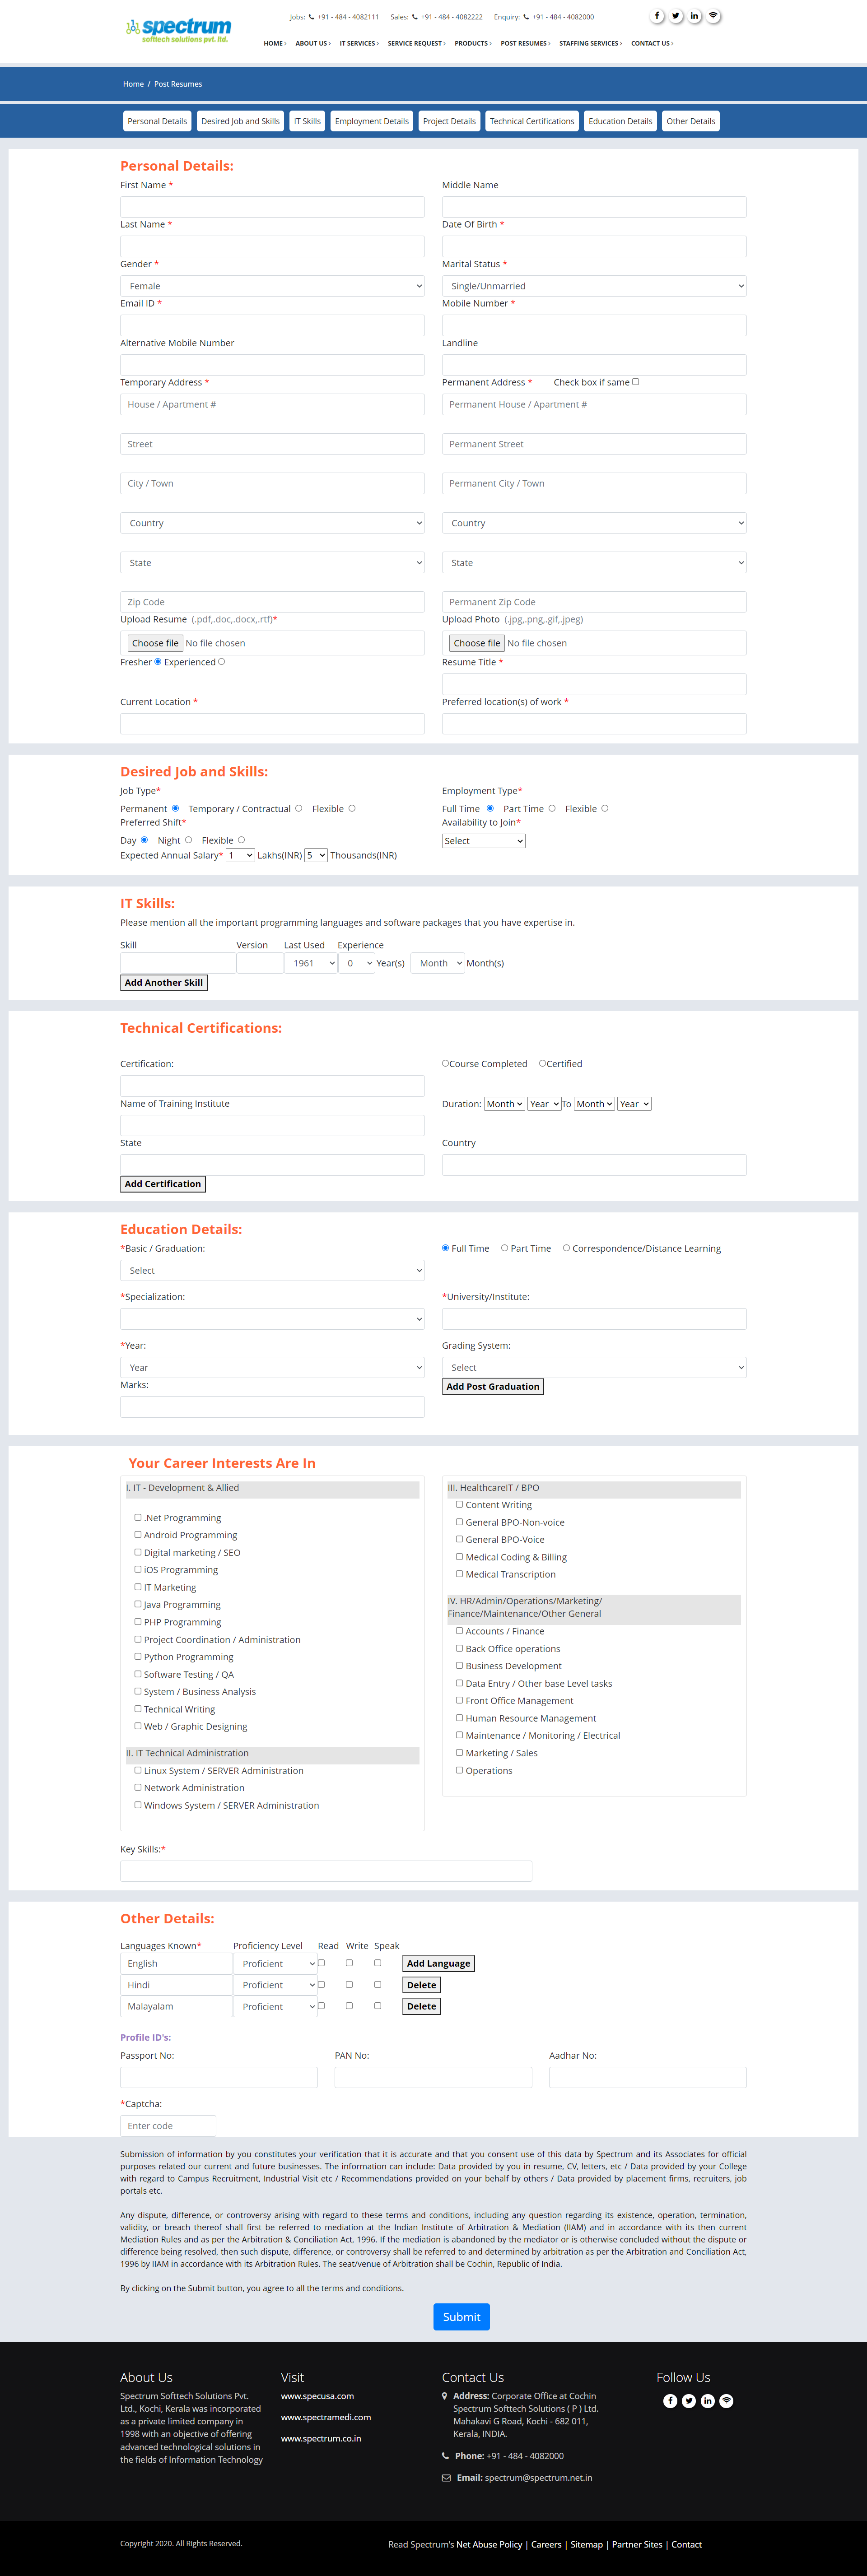 Jobs: +91 - 484 - 4082111 Sales: +91 - 484 - 4082222 Enquiry: +91 - 484 - 4082000
spectrum
softtech solutions pvt. ltd.
HOME ABOUT US IT SERVICES SERVICE REQUEST PRODUCTS POST RESUMES STAFFING SERVICES CONTACT US
Home / Post Resumes
Personal Details Desired Job and Skills IT Skills Employment Details Project Details Technical Certifications Education Details Other Details
Personal Details:
First Name * Middle Name
Last Name * Date Of Birth *
Gender * Marital Status *
Female Single/Unmarried
Email ID * Mobile Number *
Alternative Mobile Number Landline
Temporary Address * Permanent Address * Check box if same
House / Apartment # Permanent House / Apartment #
Street Permanent Street
City / Town Permanent City / Town
Country Country
State State
Zip Code Permanent Zip Code
Upload Resume (.pdf,.doc,.docx,.rtf)* Upload Photo (.jpg,.png,.gif,.jpeg)
Choose file No file chosen Choose file No file chosen
Fresher Experienced Resume Title *
Current Location * Preferred location(s) of work *
Desired Job and Skills:
Job Type* Employment Type*
Permanent Temporary / Contractual Flexible Full Time Part Time Flexible
Preferred Shift* Availability to Join*
Day Night Flexible Select
Expected Annual Salary* 1 Lakhs(INR) 5 Thousands(INR)
IT Skills:
Please mention all the important programming languages and software packages that you have expertise in.
Skill Version Last Used Experience
1961 0 Year(s) Month Month(s)
Add Another Skill
Technical Certifications:
Certification: Course Completed Certified
Name of Training Institute Duration: Month Year To Month Year
State Country
Add Certification
Education Details:
*Basic / Graduation: Full Time Part Time Correspondence/Distance Learning
Select
*Specialization: *University/Institute:
*Year: Grading System:
Year Select
Marks: Add Post Graduation
Your Career Interests Are In
I. IT - Development & Allied
.Net Programming
Android Programming
Digital marketing / SEO
iOS Programming
IT Marketing
Java Programming
PHP Programming
Project Coordination / Administration
Python Programming
Software Testing / QA
System / Business Analysis
Technical Writing
Web / Graphic Designing
II. IT Technical Administration
Linux System / SERVER Administration
Network Administration
Windows System / SERVER Administration
III. HealthcareIT / BPO
Content Writing
General BPO-Non-voice
General BPO-Voice
Medical Coding & Billing
Medical Transcription
IV. HR/Admin/Operations/Marketing/
Finance/Maintenance/Other General
Accounts / Finance
Back Office operations
Business Development
Data Entry / Other base Level tasks
Front Office Management
Human Resource Management
Maintenance / Monitoring / Electrical
Marketing / Sales
Operations
Key Skills:*
Other Details:
Languages Known* Proficiency Level Read Write Speak
English Proficient Add Language
Hindi Proficient Delete
Malayalam Proficient Delete
Profile ID's:
Passport No: PAN No: Aadhar No:
*Captcha:
Enter code
Submission of information by you constitutes your verification that it is accurate and that you consent use of this data by Spectrum and its Associates for official
purposes related our current and future businesses. The information can include: Data provided by you in resume, CV, letters, etc / Data provided by your College
with regard to Campus Recruitment, Industrial Visit etc / Recommendations provided on your behalf by others / Data provided by placement firms, recruiters, job
portals etc.
Any dispute, difference, or controversy arising with regard to these terms and conditions, including any question regarding its existence, operation, termination,
validity, or breach thereof shall first be referred to mediation at the Indian Institute of Arbitration & Mediation (IIAM) and in accordance with its then current
Mediation Rules and as per the Arbitration & Conciliation Act, 1996. If the mediation is abandoned by the mediator or is otherwise concluded without the dispute or
difference being resolved, then such dispute, difference, or controversy shall be referred to and determined by arbitration as per the Arbitration and Conciliation Act,
1996 by IIAM in accordance with its Arbitration Rules. The seat/venue of Arbitration shall be Cochin, Republic of India.
By clicking on the Submit button, you agree to all the terms and conditions.
Submit
About Us
Spectrum Softtech Solutions Pvt.
Ltd., Kochi, Kerala was incorporated
as a private limited company in
1998 with an objective of offering
advanced technological solutions in
the fields of Information Technology
Visit
www.specusa.com
www.spectramedi.com
www.spectrum.co.in
Contact Us
Address: Corporate Office at Cochin
Spectrum Softtech Solutions ( P ) Ltd.
Mahakavi G Road, Kochi - 682 011,
Kerala, INDIA.
Phone: +91 - 484 - 4082000
Email: spectrum@spectrum.net.in
Follow Us
Copyright 2020. All Rights Reserved. Read Spectrum's Net Abuse Policy | Careers | Sitemap | Partner Sites | Contact